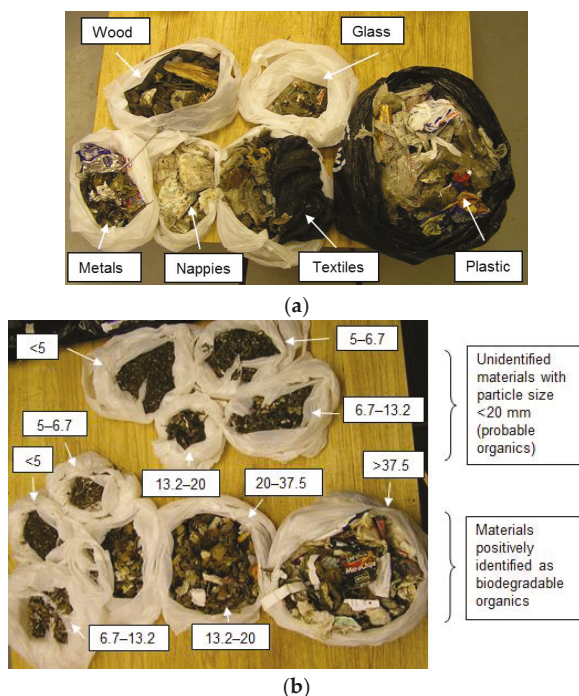 Wood
Glass
Metals
Nappies
Textiles
Plastic
(a)
<5
5–6.7
6.7–13.2
13.2–20
Unidentified
materials with
particle size
<20 mm
(probable
organics)
5–6.7
<5
20–37.5
>37.5
6.7–13.2
13.2–20
Materials
positively
identified as
biodegradable
organics
(b)